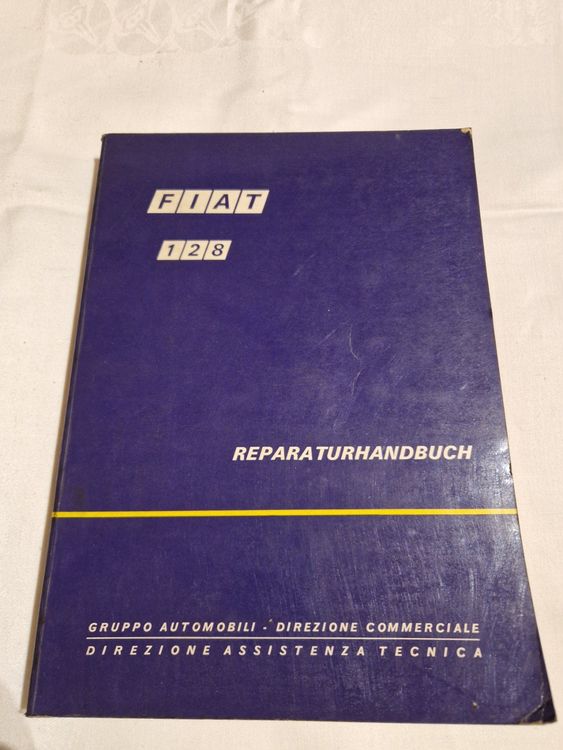 FIAT
128
REPARATURHANDBUCH
GRUPPO AUTOMOBILI - DIREZIONE COMMERCIALE
DIREZIONE ASSISTENZA TECNICA